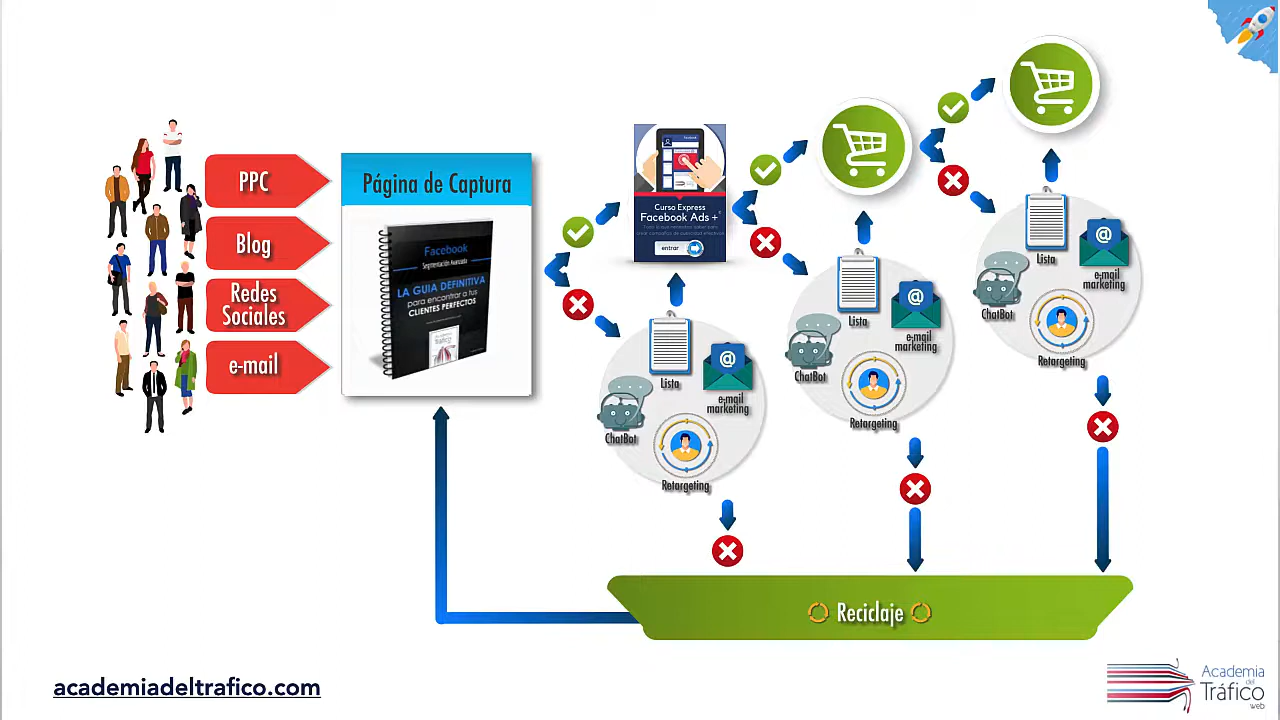 PPC
Blog
Redes
Sociales
e-mail
Página de Captura
Facebook
Segmentación Avanzada
LA GUIA DEFINITIVA
para encontrar a tus
CLIENTES PERFECTOS
Curso Express
Facebook Ads +
entrar
Lista
e-mail
marketing
ChatBot
Retargeting
Lista
e-mail
marketing
ChatBot
Retargeting
Lista
e-mail
marketing
ChatBot
Retargeting
Reciclaje
academiadeltrafico.com
Academia
del
Tráfico
web